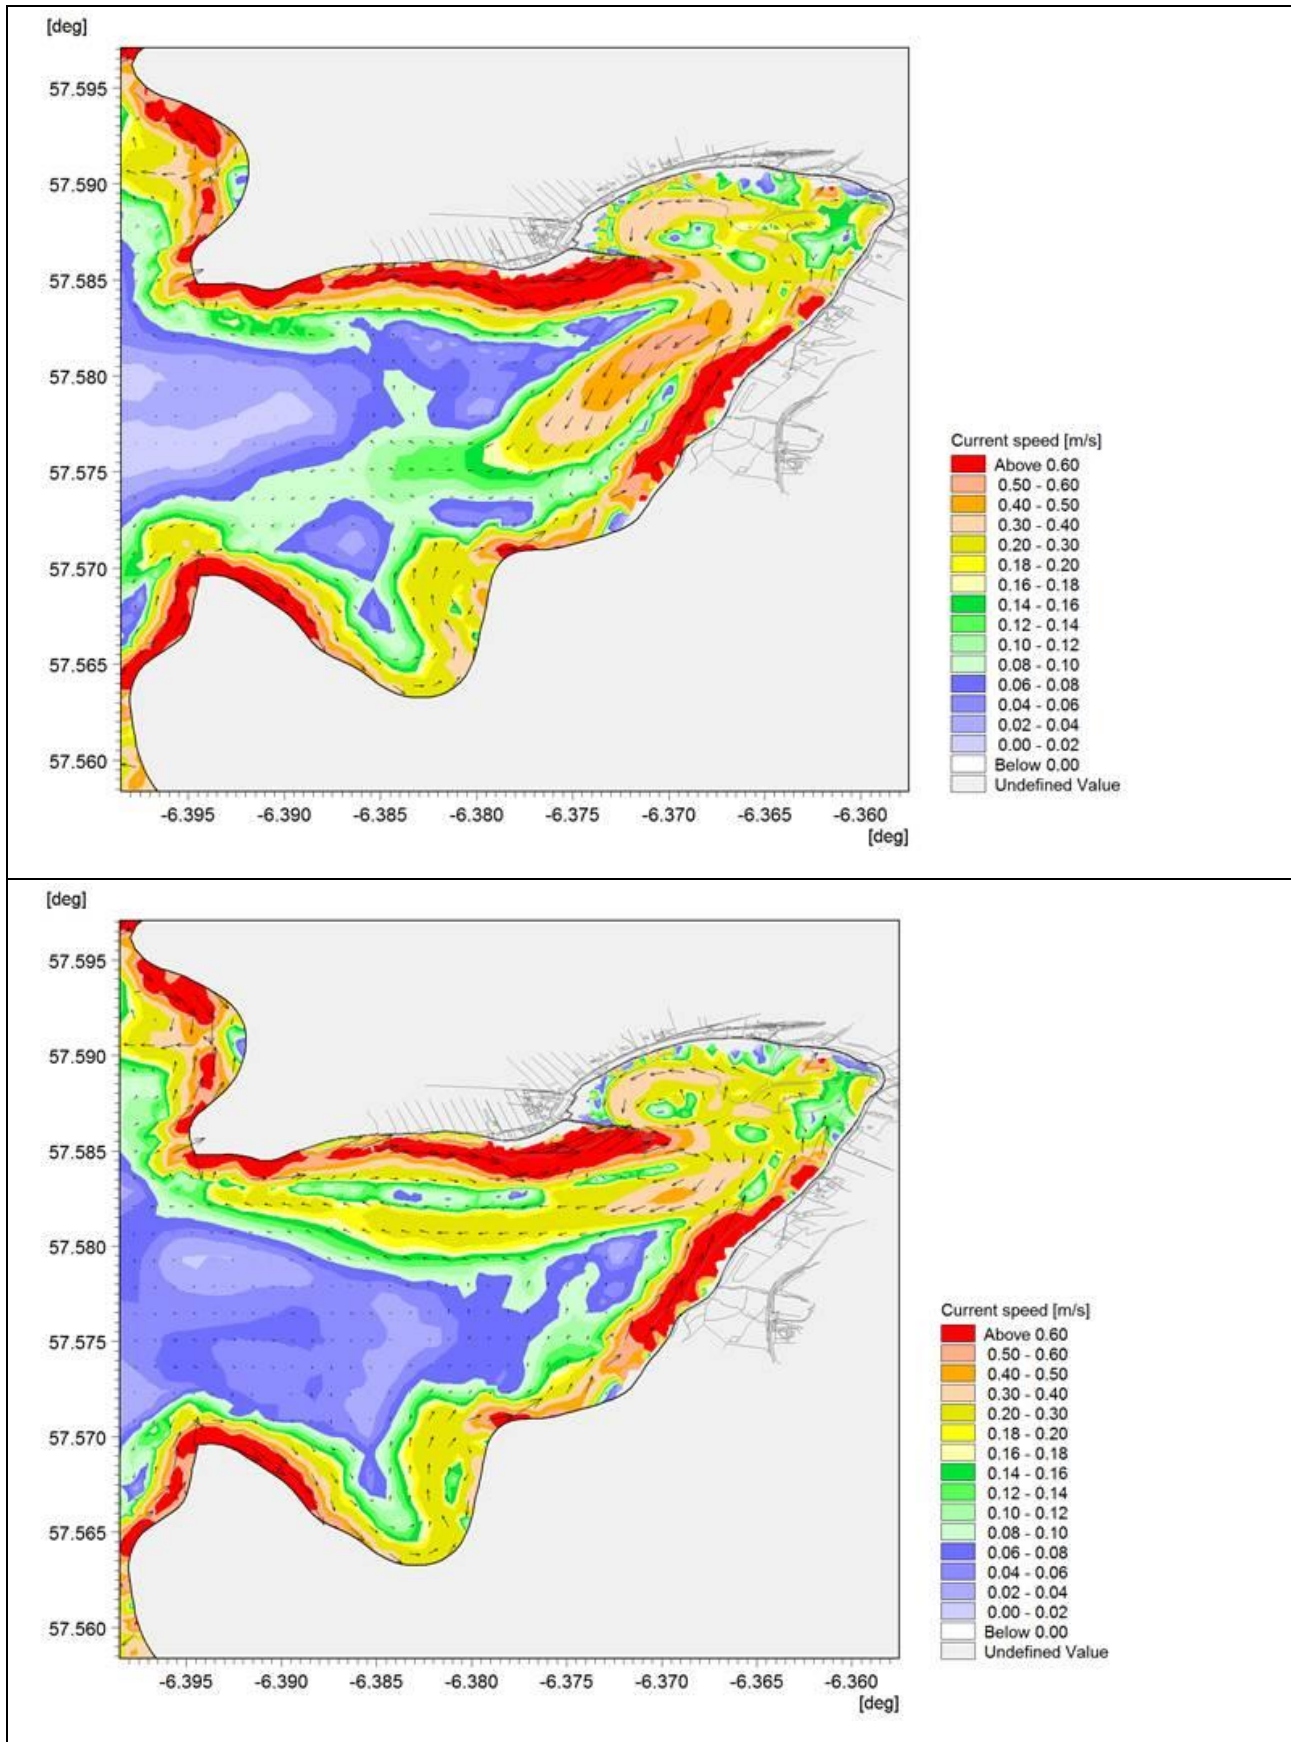 [deg]
57.595
57.590
57.585
57.580
57.575
57.570
57.565
57.560
-6.395 -6.390 -6.385 -6.380 -6.375 -6.370 -6.365 -6.360
[deg]
Current speed [m/s]
Above 0.60
0.50 - 0.60
0.40 - 0.50
0.30 - 0.40
0.20 - 0.30
0.18 - 0.20
0.16 - 0.18
0.14 - 0.16
0.12 - 0.14
0.10 - 0.12
0.08 - 0.10
0.06 - 0.08
0.04 - 0.06
0.02 - 0.04
0.00 - 0.02
Below 0.00
Undefined Value
[deg]
57.595
57.590
57.585
57.580
57.575
57.570
57.565
57.560
-6.395 -6.390 -6.385 -6.380 -6.375 -6.370 -6.365 -6.360
[deg]
Current speed [m/s]
Above 0.60
0.50 - 0.60
0.40 - 0.50
0.30 - 0.40
0.20 - 0.30
0.18 - 0.20
0.16 - 0.18
0.14 - 0.16
0.12 - 0.14
0.10 - 0.12
0.08 - 0.10
0.06 - 0.08
0.04 - 0.06
0.02 - 0.04
0.00 - 0.02
Below 0.00
Undefined Value